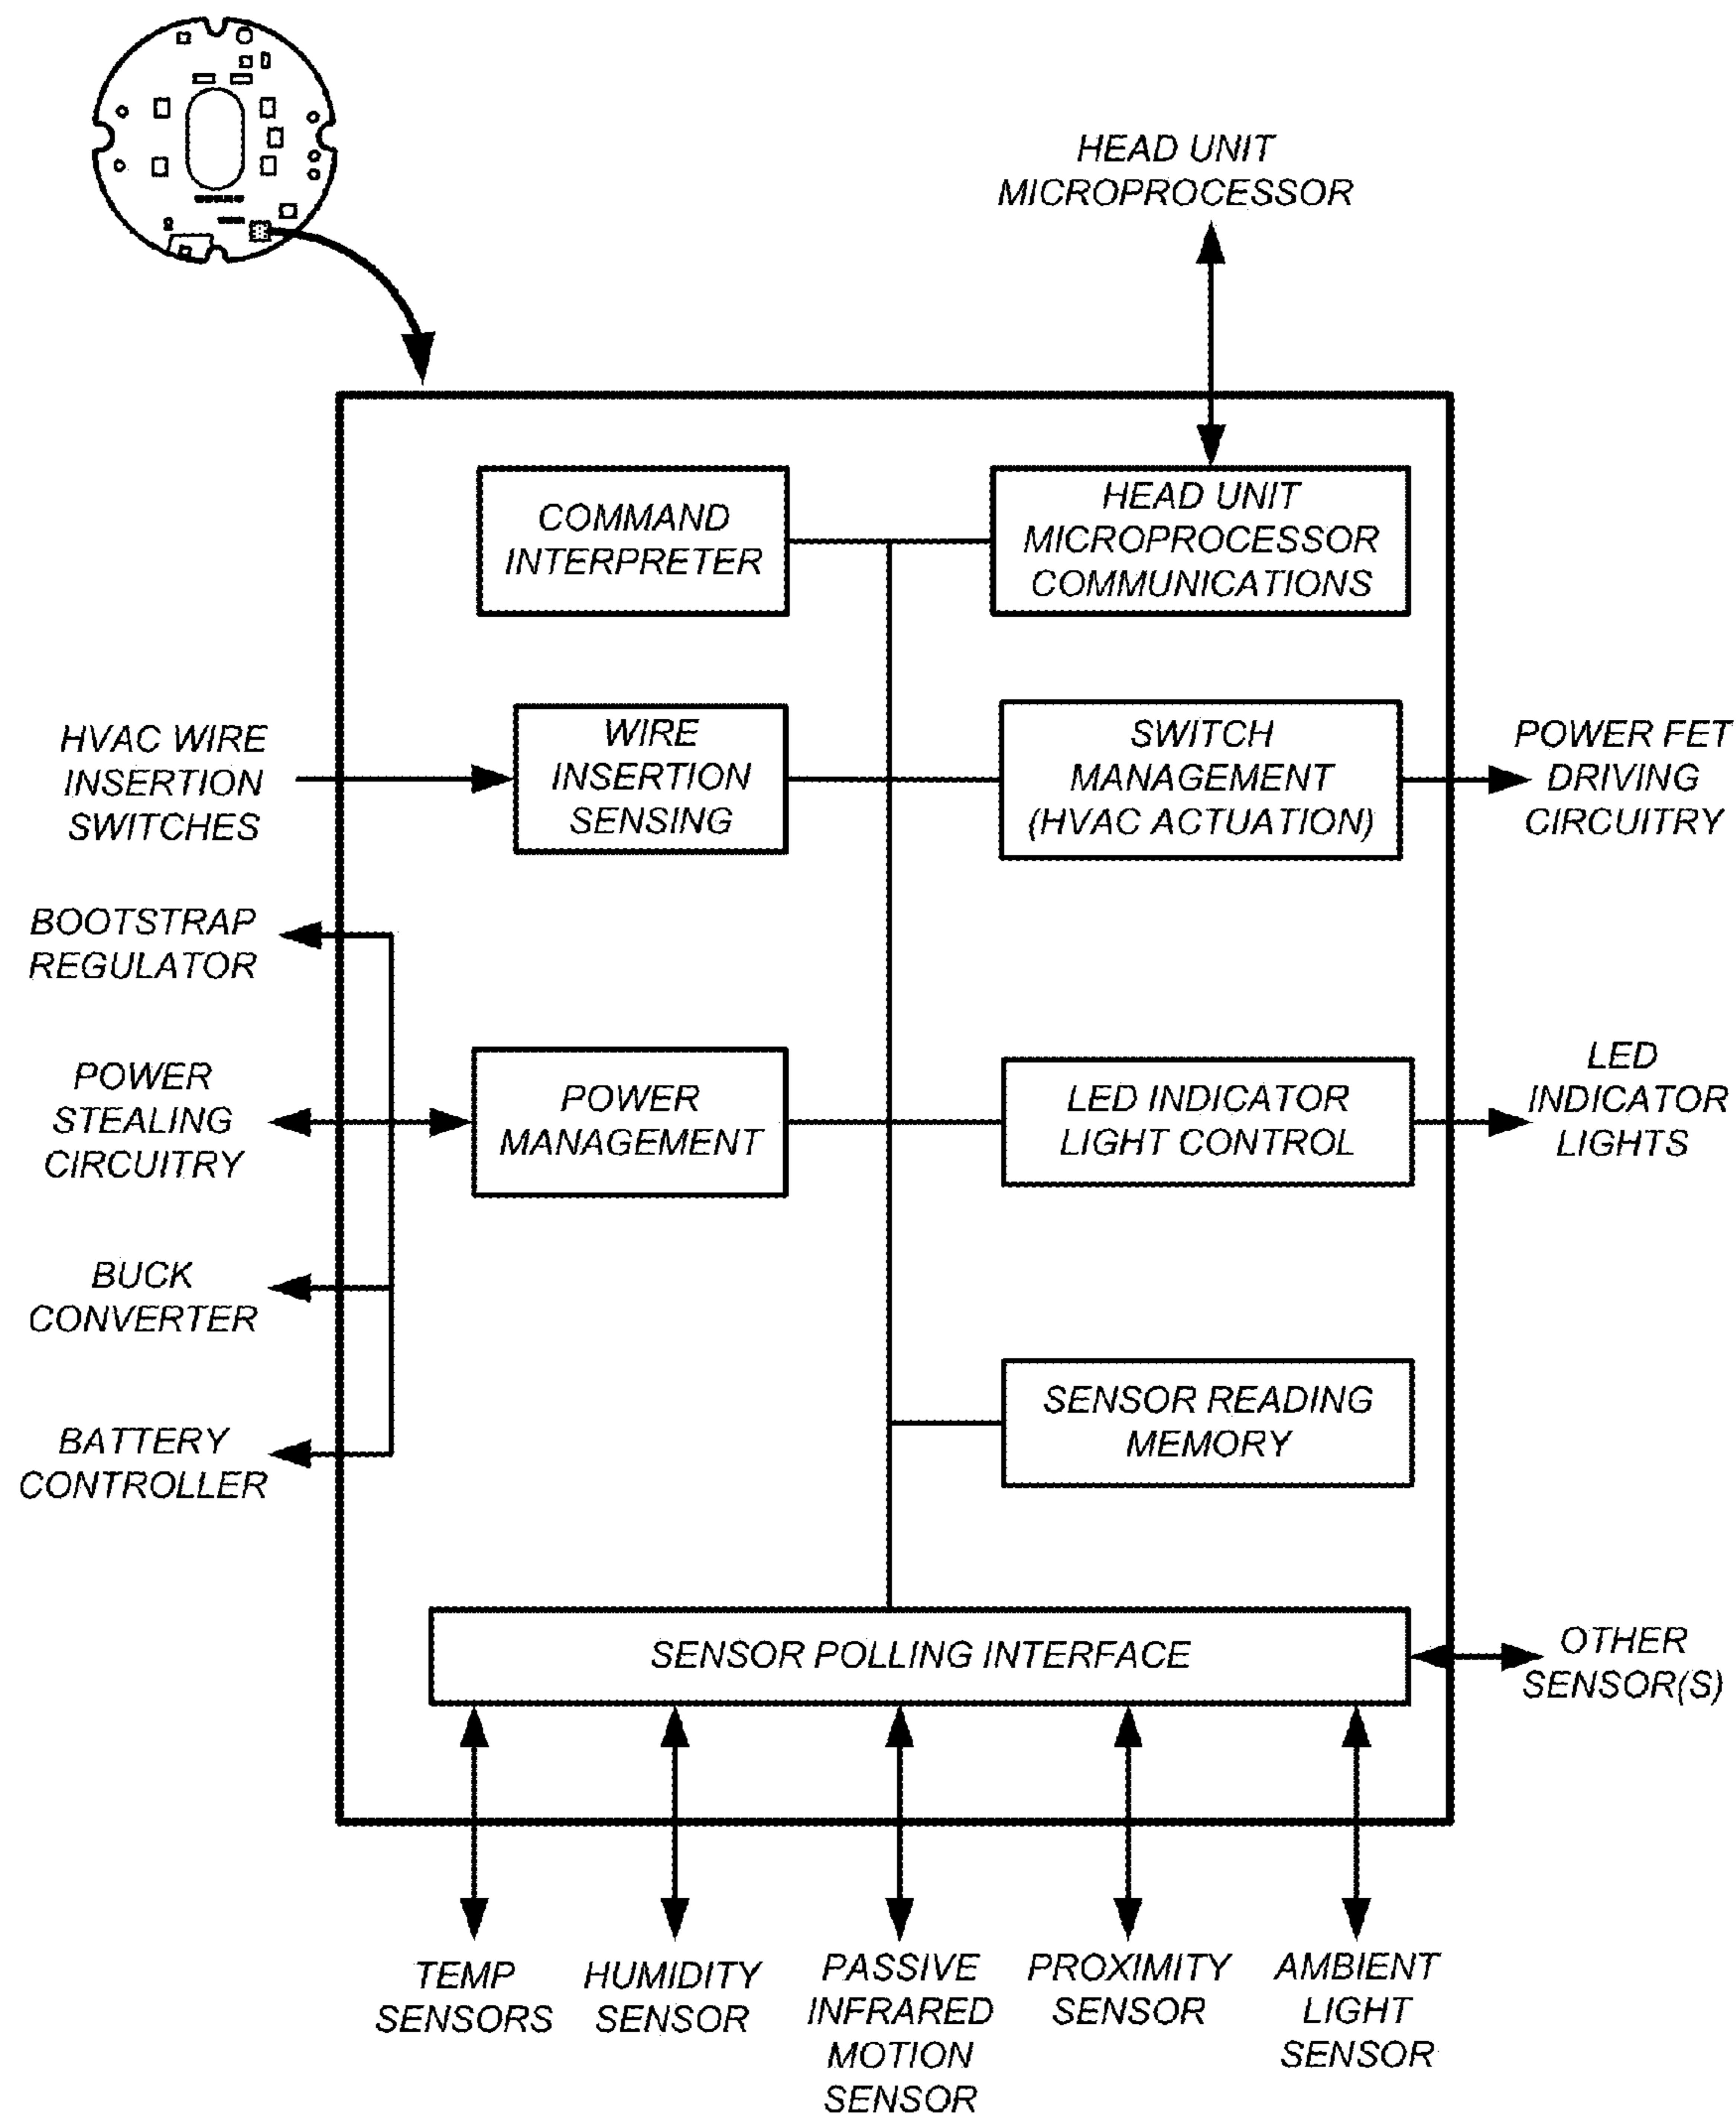 HEAD UNIT
MICROPROCESSOR
COMMAND
INTERPRETER
HEAD UNIT
MICROPROCESSOR
COMMUNICATIONS
HVAC WIRE
INSERTION
SWITCHES
WIRE
INSERTION
SENSING
SWITCH
MANAGEMENT
(HVAC ACTUATION)
POWER FET
DRIVING
CIRCUITRY
BOOTSTRAP
REGULATOR
POWER
STEALING
CIRCUITRY
POWER
MANAGEMENT
LED INDICATOR
LIGHT CONTROL
LED
INDICATOR
LIGHTS
BUCK
CONVERTER
BATTERY
CONTROLLER
SENSOR READING
MEMORY
SENSOR POLLING INTERFACE
OTHER
SENSOR(S)
TEMP
SENSORS
HUMIDITY
SENSOR
PASSIVE
INFRARED
MOTION
SENSOR
PROXIMITY
SENSOR
AMBIENT
LIGHT
SENSOR